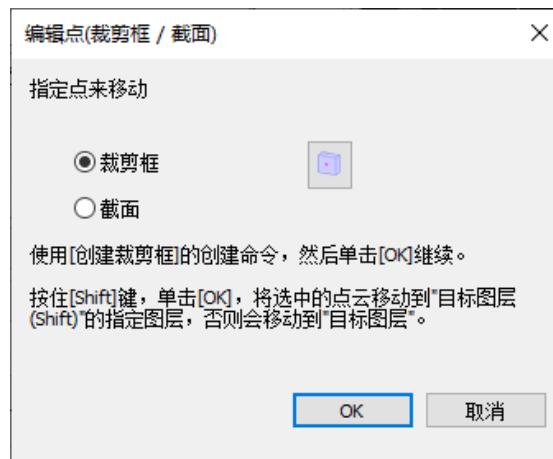 编辑点(裁剪框 / 截面)
指定点来移动
裁剪框
截面
使用[创建裁剪框]的创建命令，然后单击[OK]继续。
按住[Shift]键，单击[OK]，将选中的点云移动到"目标图层
(Shift)"的指定图层，否则会移动到"目标图层"。
OK
取消